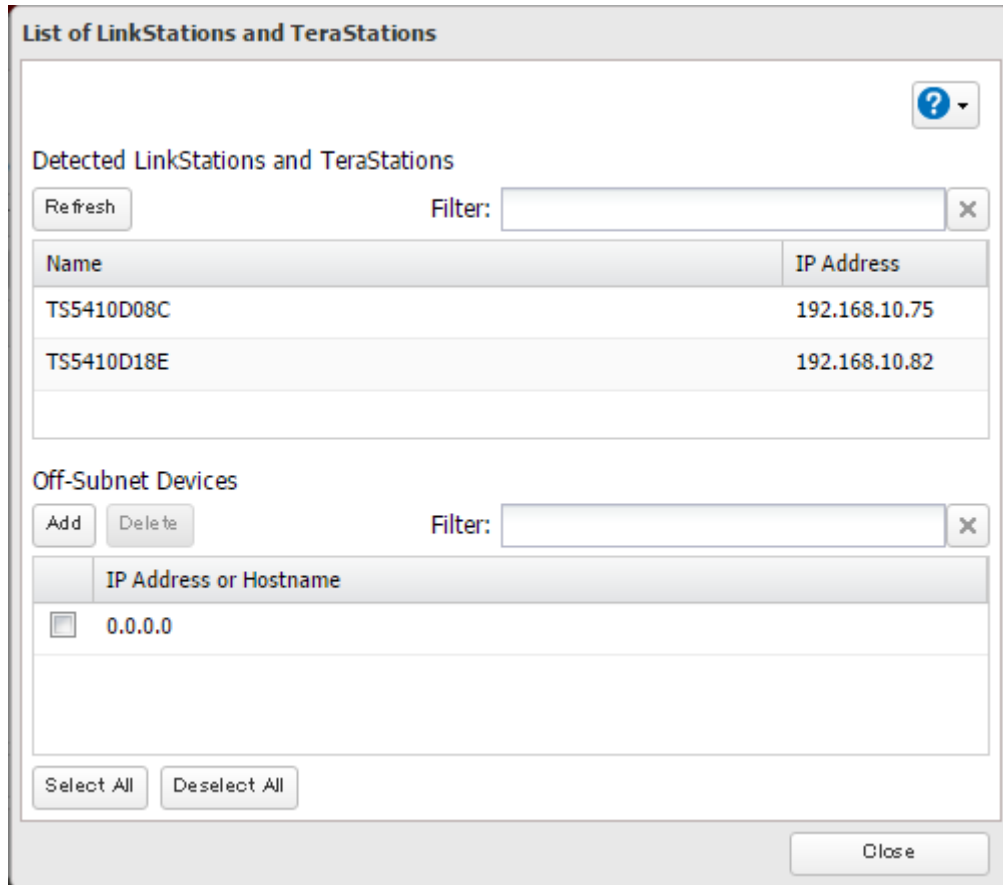 List of LinkStations and TeraStations
?
Detected LinkStations and TeraStations
Refresh Filter:
Name IP Address
TS5410D08C 192.168.10.75
TS5410D18E 192.168.10.82
Off-Subnet Devices
Add Delete Filter:
IP Address or Hostname
0.0.0.0
Select All Deselect All
Close